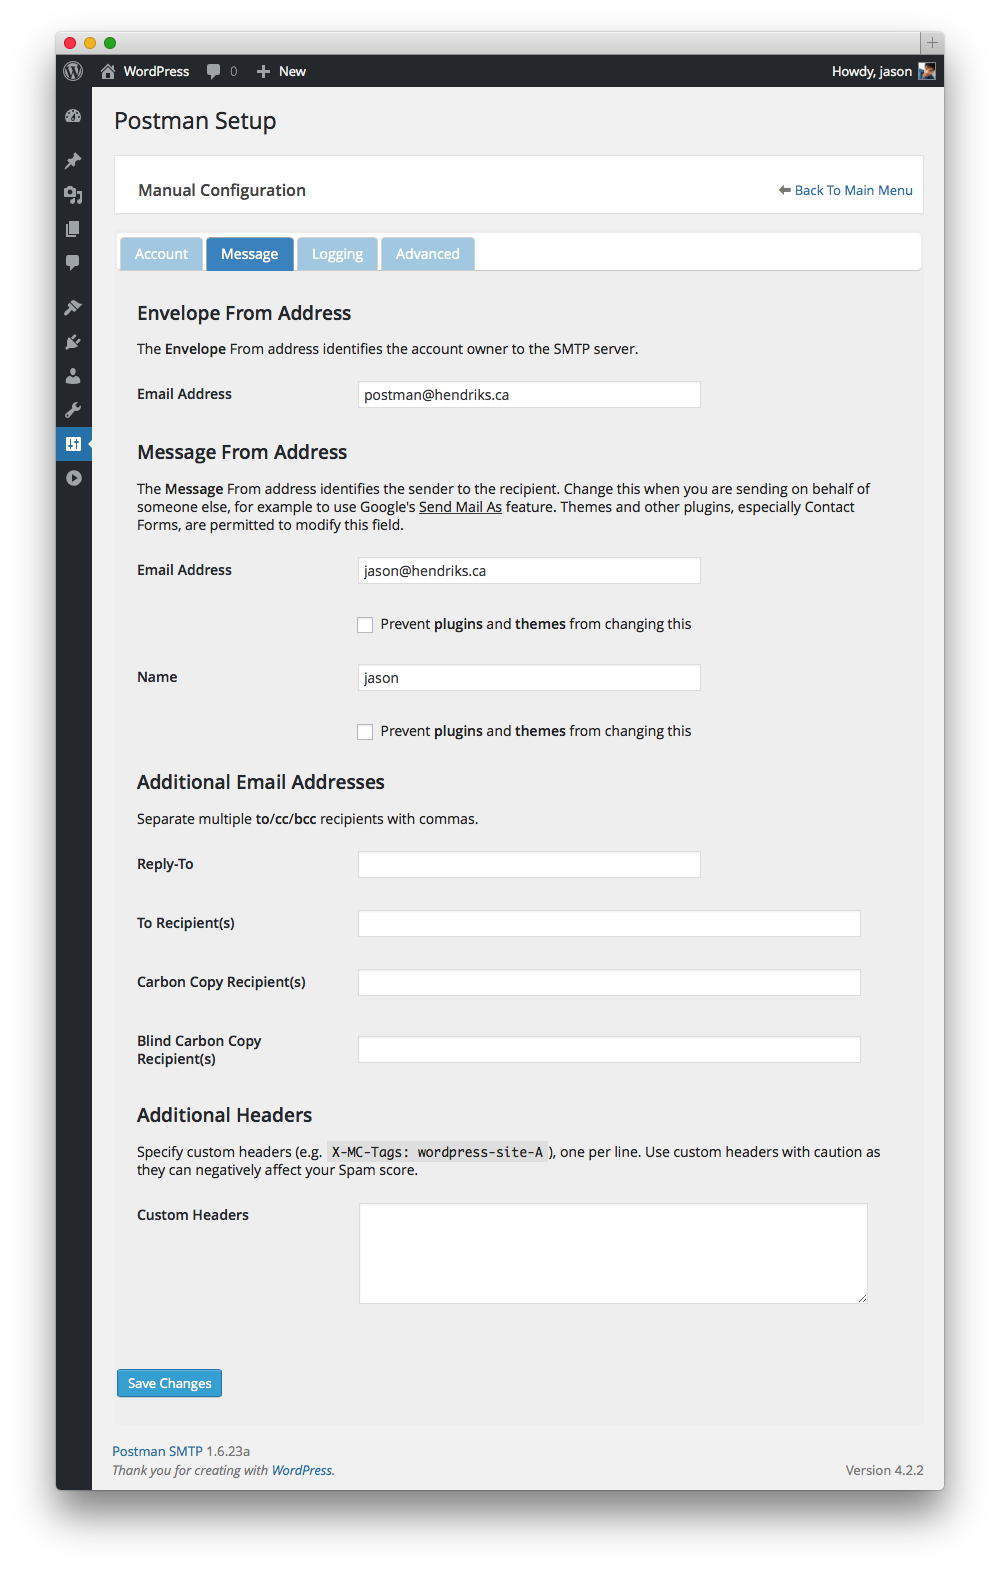 WordPress 0 New Howdy, jason
Postman Setup
Manual Configuration Back To Main Menu
Account Message Logging Advanced
Envelope From Address
The Envelope From address identifies the account owner to the SMTP server.
Email Address postman@hendriks.ca
Message From Address
The Message From address identifies the sender to the recipient. Change this when you are sending on behalf of
someone else, for example to use Google's Send Mail As feature. Themes and other plugins, especially Contact
Forms, are permitted to modify this field.
Email Address jason@hendriks.ca
Prevent plugins and themes from changing this
Name jason
Prevent plugins and themes from changing this
Additional Email Addresses
Separate multiple to/cc/bcc recipients with commas.
Reply-To
To Recipient(s)
Carbon Copy Recipient(s)
Blind Carbon Copy
Recipient(s)
Additional Headers
Specify custom headers (e.g. X-MC-Tags: wordpress-site-A ), one per line. Use custom headers with caution as
they can negatively affect your Spam score.
Custom Headers
Save Changes
Postman SMTP 1.6.23a
Thank you for creating with WordPress. Version 4.2.2